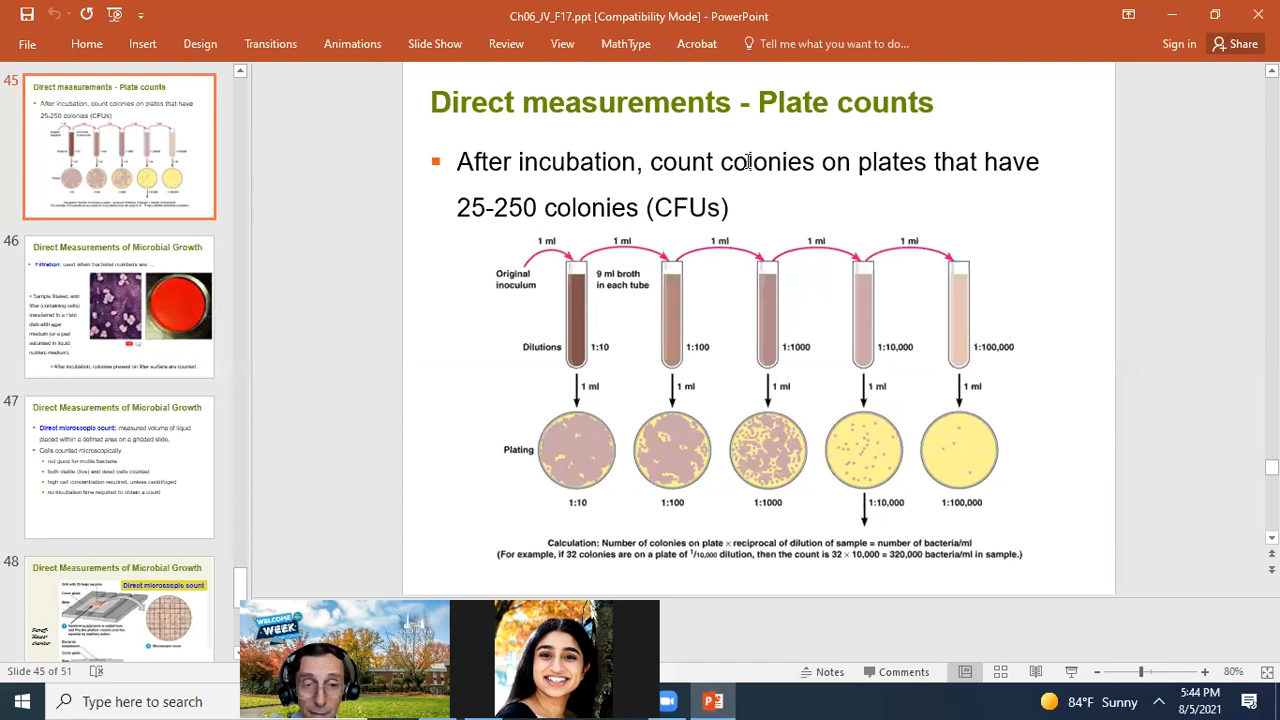 Ch06_JV_F17.ppt [Compatibility Mode] - PowerPoint
Sign in Share
File Home Insert Design Transitions Animations Slide Show Review View MathType Acrobat Tell me what you want to do...
45
Direct measurements - Plate counts
After incubation, count colonies on plates that have
25-250 colonies (CFUs)
46
Direct Measurements of Microbial Growth
Filtration: used when bacterial numbers are ...
Sample filtered, and
filter (containing cells)
transferred to a Petri
dish with agar
medium (or a pad
saturated in liquid
nutrient medium).
After incubation, colonies present on filter surface are counted.
47
Direct Measurements of Microbial Growth
Direct microscopic count: measured volume of liquid
placed within a defined area on a gridded slide.
Cells counted microscopically
not good for motile bacteria.
both viable (live) and dead cells counted
high cell concentration required, unless centrifuged
no incubation time required to obtain a count
48
Direct Measurements of Microbial Growth
Direct microscopic count
Direct measurements - Plate counts
After incubation, count colonies on plates that have
25-250 colonies (CFUs)
1 ml 1 ml 1 ml 1 ml 1 ml
Original
inoculum
9 ml broth
in each tube
Dilutions 1:10 1:100 1:1000 1:10,000 1:100,000
1 ml 1 ml 1 ml 1 ml 1 ml
Plating
1:10 1:100 1:1000 1:10,000 1:100,000
Calculation: Number of colonies on plate × reciprocal of dilution of sample = number of bacteria/ml
(For example, if 32 colonies are on a plate of 1/10,000 dilution, then the count is 32 × 10,000 = 320,000 bacteria/ml in sample.)
WELCOME
WEEK
Slide 45 of 51
Notes Comments 80%
Type here to search
84°F Sunny
5:44 PM
8/5/2021